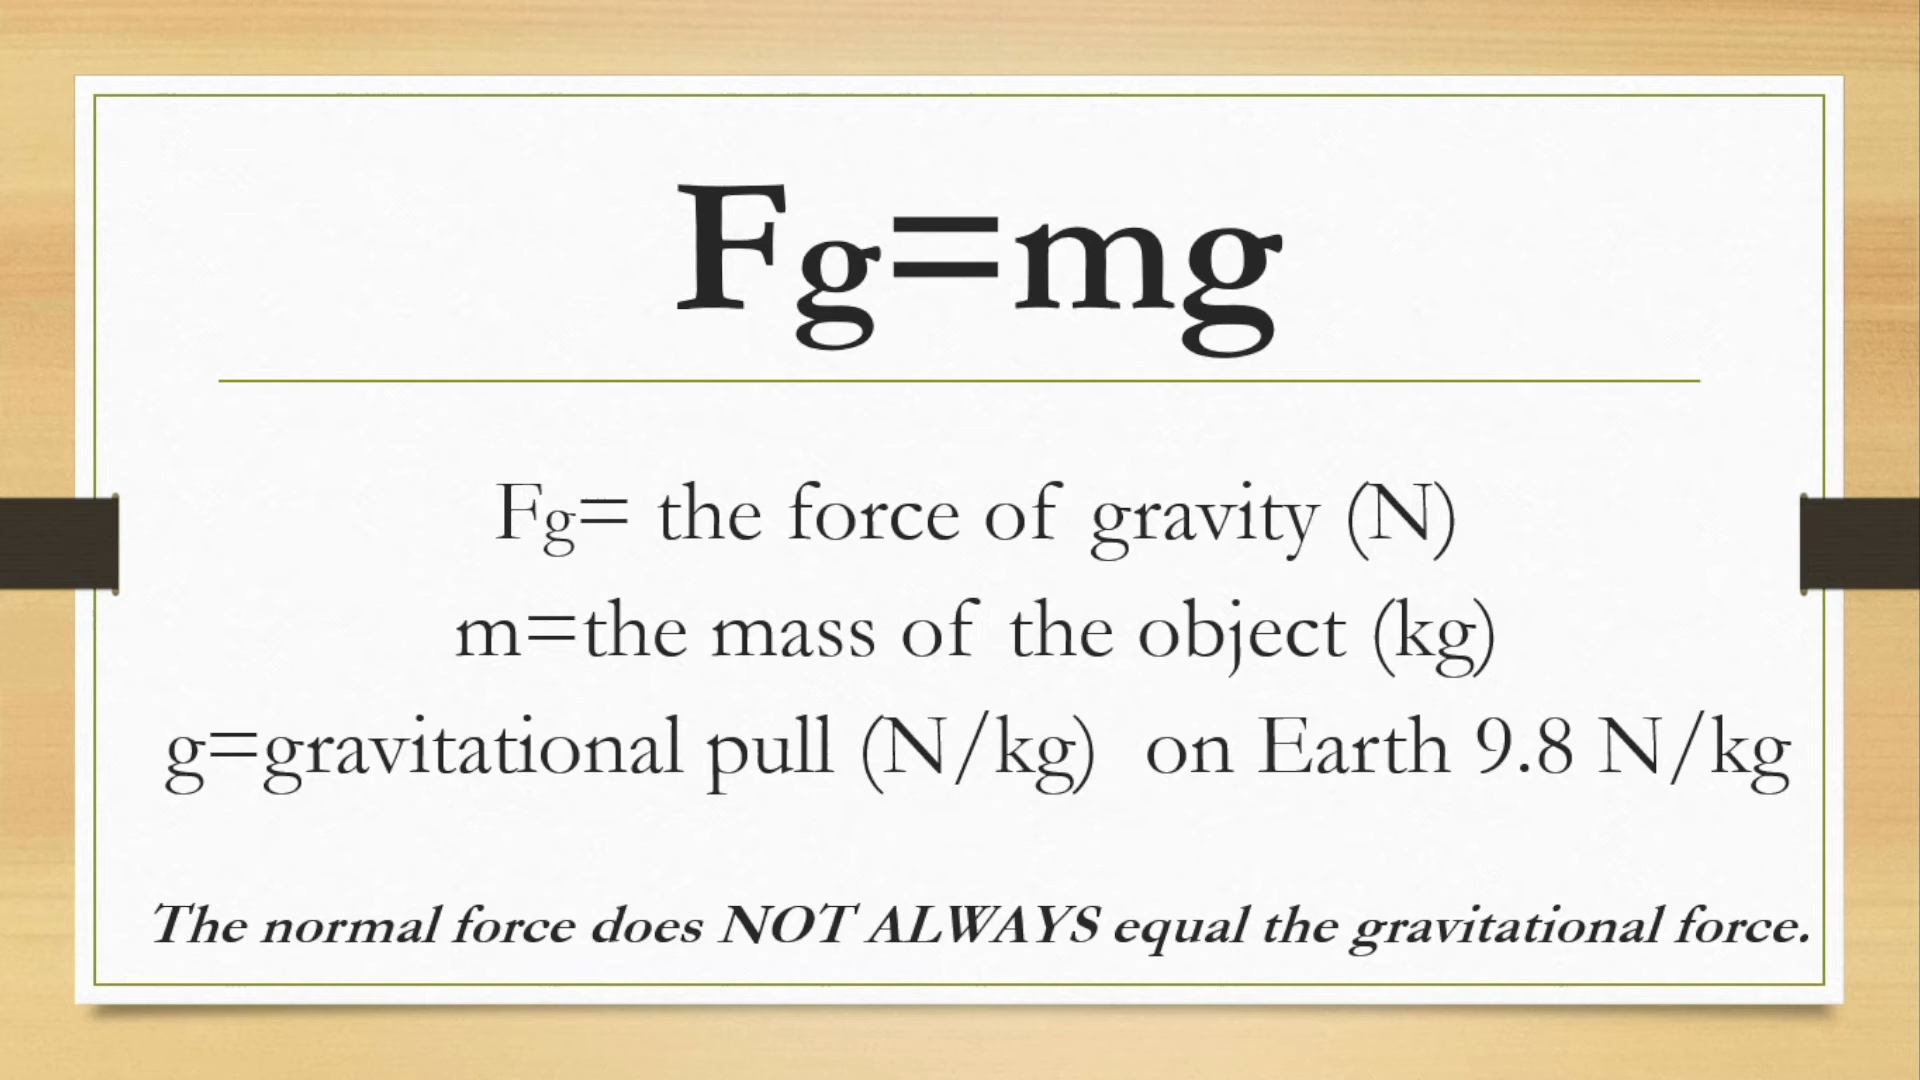 Fg=mg
Fg= the force of gravity (N)
m=the mass of the object (kg)
g=gravitational pull (N/kg)  on Earth 9.8 N/kg
The normal force does NOT ALWAYS equal the gravitational force.